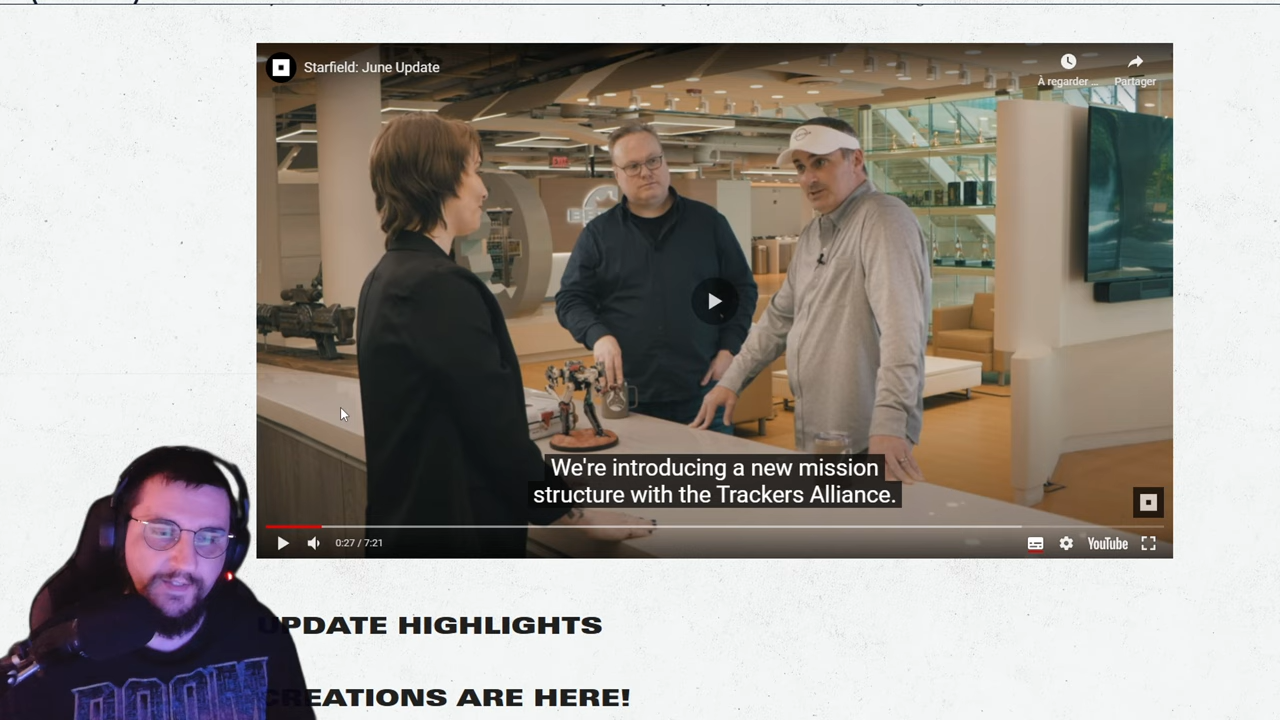 Starfield: June Update
À regarder...
Partager
We're introducing a new mission
structure with the Trackers Alliance.
0:27 / 7:21
YouTube
UPDATE HIGHLIGHTS
CREATIONS ARE HERE!
DOOM